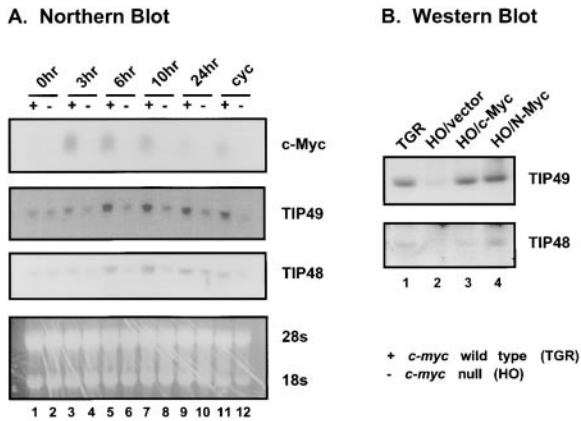 A. Northern Blot
0hr 3hr 6hr 10hr 24hr cyc
+ - + - + - + - + - + -
c-Myc
TIP49
TIP48
28s
18s
1 2 3 4 5 6 7 8 9 10 11 12
B. Western Blot
TGR HO/vector HO/c-Myc HO/N-Myc
TIP49
TIP48
1 2 3 4
+ c-myc wild type (TGR)
- c-myc null (HO)